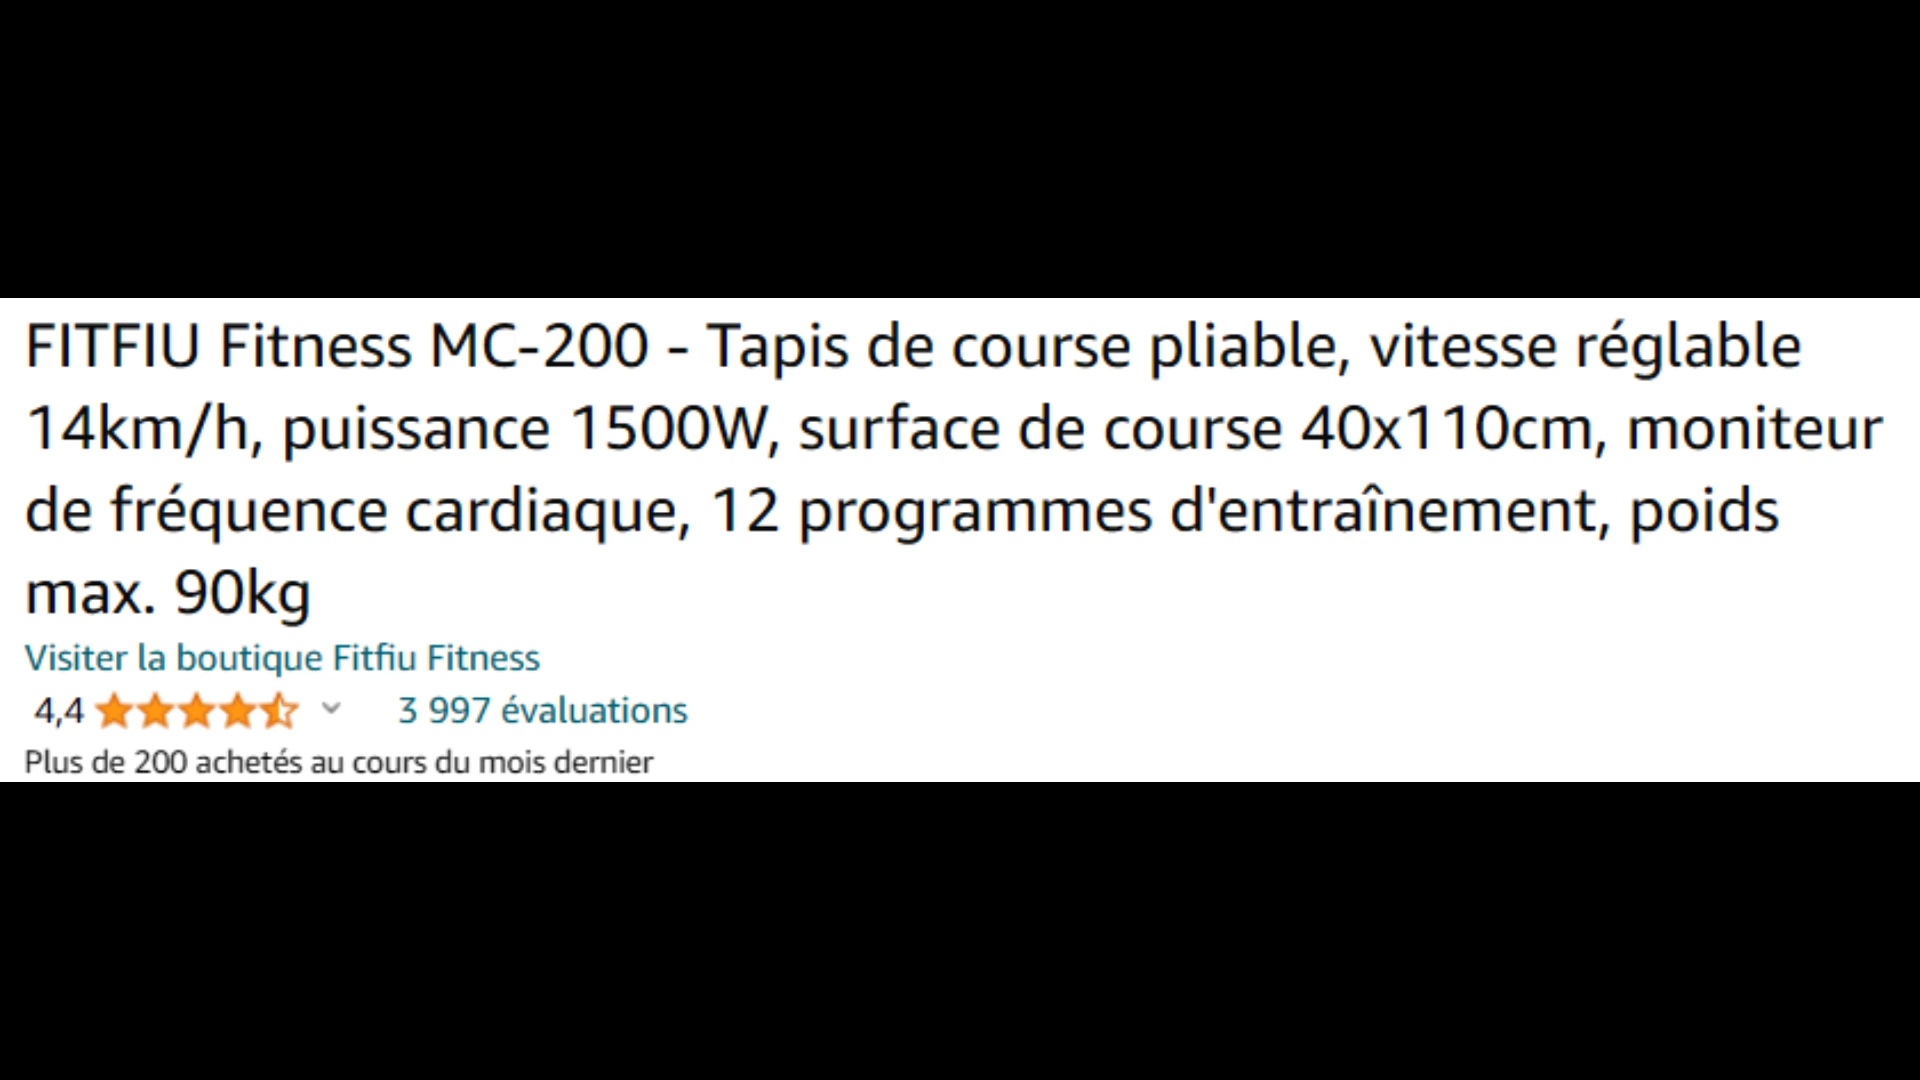 FITFIU Fitness MC-200 - Tapis de course pliable, vitesse réglable
14km/h, puissance 1500W, surface de course 40x110cm, moniteur
de fréquence cardiaque, 12 programmes d'entraînement, poids
max. 90kg
Visiter la boutique Fitfiu Fitness
4,4 3 997 évaluations
Plus de 200 achetés au cours du mois dernier